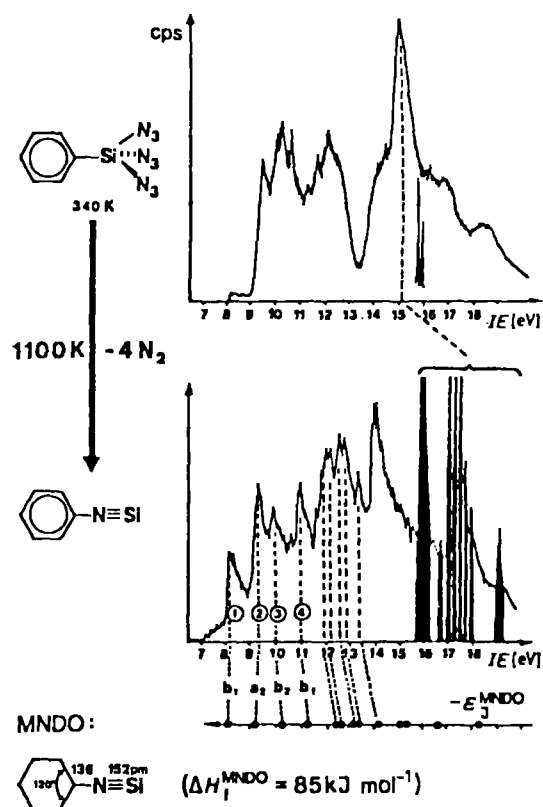 cps
N₃
Si
N₃
N₃
340 K
7 8 9 10 11 12 13 14 15 16 17 18 IE [eV]
1100 K -4 N₂
N≡Si
① ② ③ ④
7 8 9 10 11 12 13 14 15 16 17 18 IE [eV]
b₁ a₂ b₂ b₁
-ε_J^MNDO
MNDO:
120° 136 152pm
N≡Si (ΔH_f^MNDO = 85 kJ mol⁻¹)